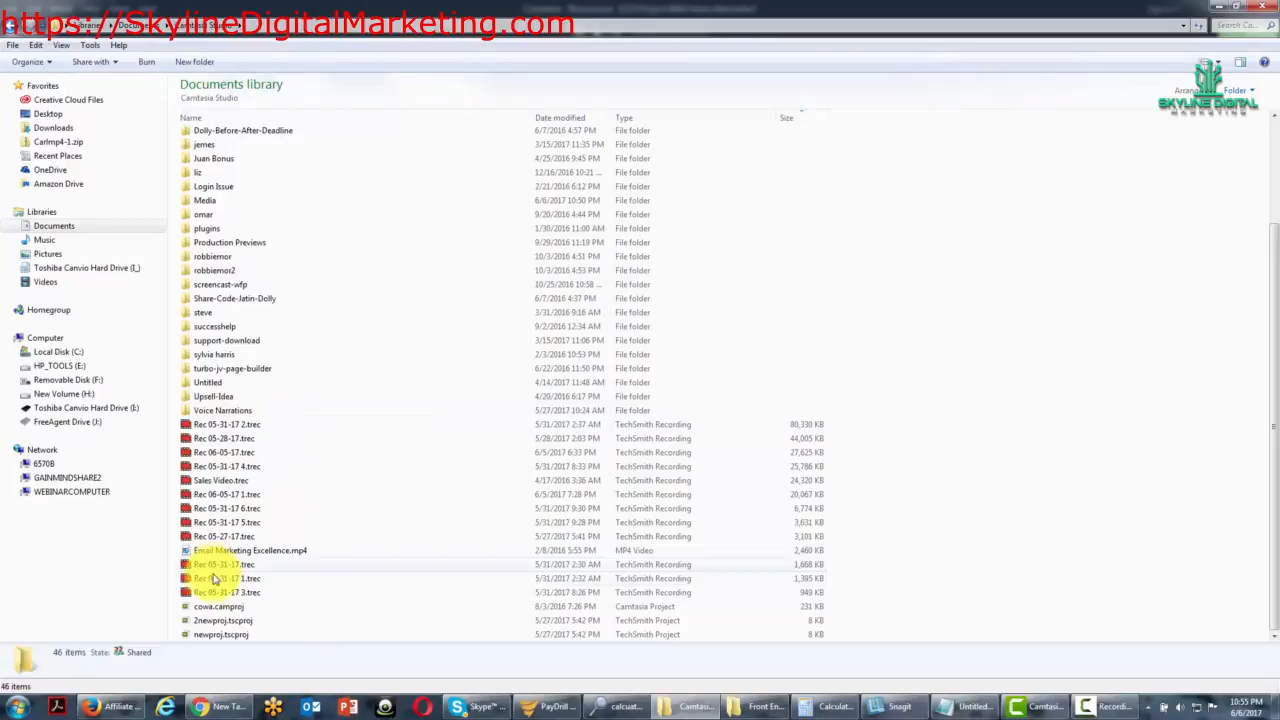 https://SkylineDigitalMarketing.com
File Edit View Tools Help
Organize Share with Burn New folder
SKYLINE DIGITAL
MARKETING
Folder
Documents library
Camtasia Studio
Name Date modified Type Size
Favorites
Creative Cloud Files
Desktop
Downloads
CarImp4-1.zip
Recent Places
OneDrive
Amazon Drive
Libraries
Documents
Music
Pictures
Toshiba Canvio Hard Drive (I_)
Videos
Homegroup
Computer
Local Disk (C:)
HP_TOOLS (E:)
Removable Disk (F:)
New Volume (H:)
Toshiba Canvio Hard Drive (I:)
FreeAgent Drive (J:)
Network
6570B
GAINMINDSHARE2
WEBINARCOMPUTER
Dolly-Before-After-Deadline 6/7/2016 4:57 PM File folder
jemes 3/15/2017 11:35 PM File folder
Juan Bonus 4/25/2016 9:45 PM File folder
liz 12/16/2016 10:21 ... File folder
Login Issue 2/21/2016 6:12 PM File folder
Media 6/6/2017 10:50 PM File folder
omar 9/20/2016 4:44 PM File folder
plugins 1/30/2016 11:00 AM File folder
Production Previews 9/29/2016 11:19 PM File folder
robbiemor 10/3/2016 4:51 PM File folder
robbiemor2 10/3/2016 4:53 PM File folder
screencast-wfp 10/25/2016 10:58 ... File folder
Share-Code-Jatin-Dolly 6/7/2016 4:37 PM File folder
steve 3/31/2016 9:16 AM File folder
successhelp 9/2/2016 12:34 AM File folder
support-download 3/15/2017 11:06 PM File folder
sylvia harris 2/3/2016 10:53 PM File folder
turbo-jv-page-builder 6/22/2016 11:50 PM File folder
Untitled 4/14/2017 11:48 AM File folder
Upsell-Idea 4/20/2016 6:17 PM File folder
Voice Narrations 5/27/2017 10:24 AM File folder
Rec 05-31-17 2.trec 5/31/2017 2:37 AM TechSmith Recording 80,330 KB
Rec 05-28-17.trec 5/28/2017 2:03 PM TechSmith Recording 44,005 KB
Rec 06-05-17.trec 6/5/2017 6:33 PM TechSmith Recording 27,625 KB
Rec 05-31-17 4.trec 5/31/2017 8:33 PM TechSmith Recording 25,786 KB
Sales Video.trec 4/17/2016 3:36 AM TechSmith Recording 24,320 KB
Rec 06-05-17 1.trec 6/5/2017 7:28 PM TechSmith Recording 20,067 KB
Rec 05-31-17 6.trec 5/31/2017 9:30 PM TechSmith Recording 6,774 KB
Rec 05-31-17 5.trec 5/31/2017 9:28 PM TechSmith Recording 3,631 KB
Rec 05-27-17.trec 5/27/2017 5:41 PM TechSmith Recording 3,101 KB
Email Marketing Excellence.mp4 2/8/2016 5:55 PM MP4 Video 2,460 KB
Rec 05-31-17.trec 5/31/2017 2:30 AM TechSmith Recording 1,668 KB
Rec 05-31-17 1.trec 5/31/2017 2:32 AM TechSmith Recording 1,395 KB
Rec 05-31-17 3.trec 5/31/2017 8:26 PM TechSmith Recording 949 KB
cowa.camproj 8/3/2016 7:26 PM Camtasia Project 231 KB
2newproj.tscproj 5/27/2017 5:42 PM TechSmith Project 8 KB
newproj.tscproj 5/27/2017 5:42 PM TechSmith Project 8 KB
46 items State: Shared
46 items
Affiliate ... New Ta... Skype™ ... PayDrill ... calcuat... Camtas... Front En... Calculat... Snagit Untitled... Camtasi... Recordi...
10:55 PM
6/6/2017